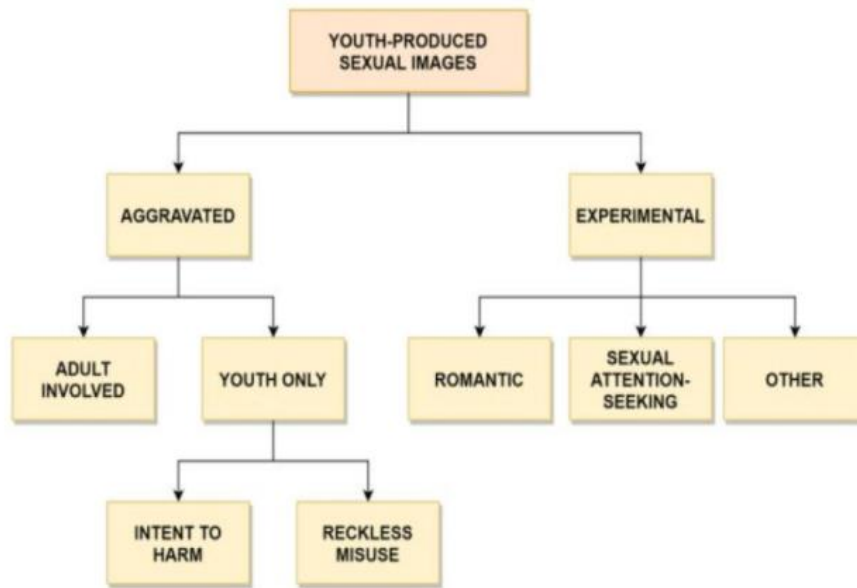 YOUTH-PRODUCED
SEXUAL IMAGES
AGGRAVATED
EXPERIMENTAL
ADULT
INVOLVED
YOUTH ONLY
ROMANTIC
SEXUAL
ATTENTION-
SEEKING
OTHER
INTENT TO
HARM
RECKLESS
MISUSE